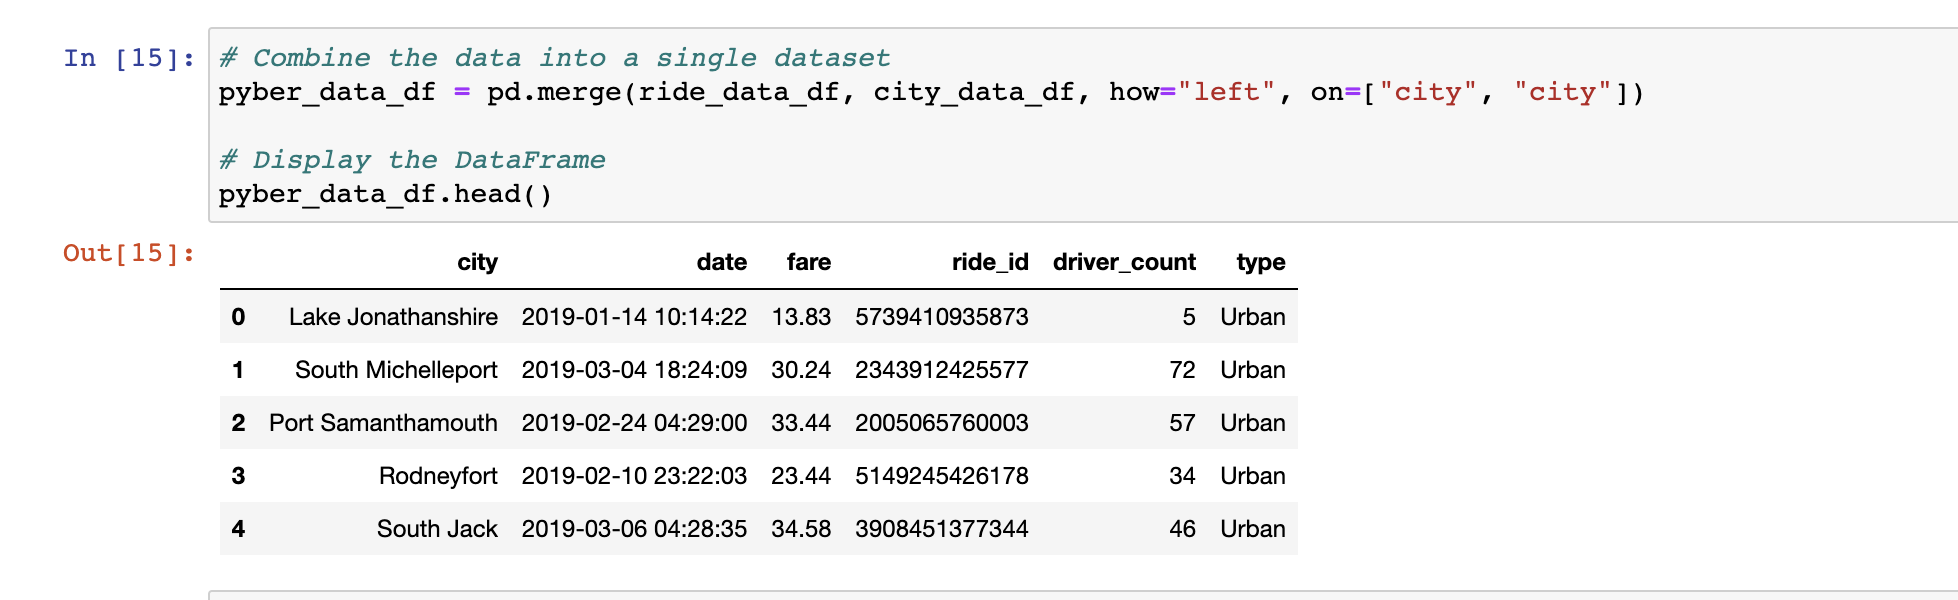 In [15]: # Combine the data into a single dataset
pyber_data_df = pd.merge(ride_data_df, city_data_df, how="left", on=["city", "city"])
# Display the DataFrame
pyber_data_df.head()
Out[15]:
city date fare ride_id driver_count type
0 Lake Jonathanshire 2019-01-14 10:14:22 13.83 5739410935873 5 Urban
1 South Michelleport 2019-03-04 18:24:09 30.24 2343912425577 72 Urban
2 Port Samanthamouth 2019-02-24 04:29:00 33.44 2005065760003 57 Urban
3 Rodneyfort 2019-02-10 23:22:03 23.44 5149245426178 34 Urban
4 South Jack 2019-03-06 04:28:35 34.58 3908451377344 46 Urban